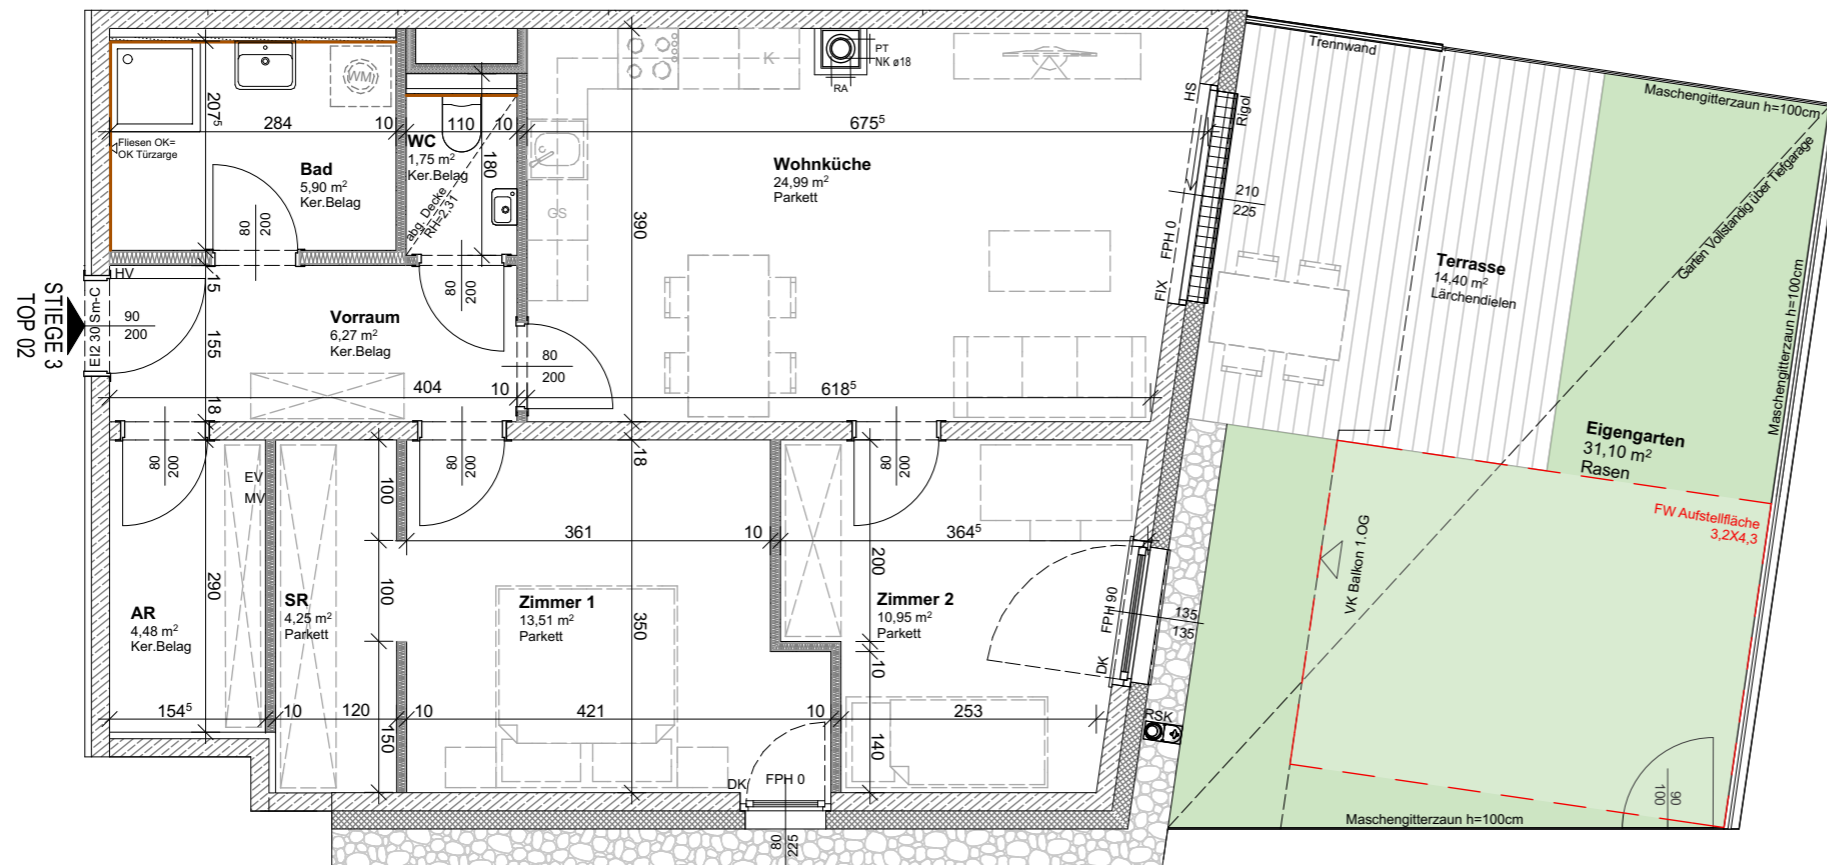 Trennwand
Maschengitterzaun h=100cm
PT
NK ø18
RA
K
WM
HS
Rigol
207⁵
284
10
110
10
675⁵
Fliesen OK=
OK Türzarge
WC
1,75 m²
Ker.Belag
180
Bad
5,90 m²
Ker.Belag
Wohnküche
24,99 m²
Parkett
abg. Decke
RH=2,31
GS
390
210
225
FPH 0
FIX
80
200
80
200
Garten Vollständig über Tiefgarage
Terrasse
14,40 m²
Lärchendielen
Maschengitterzaun h=100cm
HV
15
STIEGE 3
TOP 02
EI2 30 Sm-C
90
200
155
Vorraum
6,27 m²
Ker.Belag
80
200
404
10
618⁵
18
Eigengarten
31,10 m²
Rasen
80
200
EV
MV
80
200
18
80
200
100
361
10
364⁵
FW Aufstellfläche
3,2X4,3
VK Balkon 1.OG
290
100
200
350
FPH 90
135
135
DK
AR
4,48 m²
Ker.Belag
SR
4,25 m²
Parkett
Zimmer 1
13,51 m²
Parkett
Zimmer 2
10,95 m²
Parkett
10
154⁵
10
120
10
421
10
253
RSK
150
140
DK
FPH 0
80
225
90
100
Maschengitterzaun h=100cm